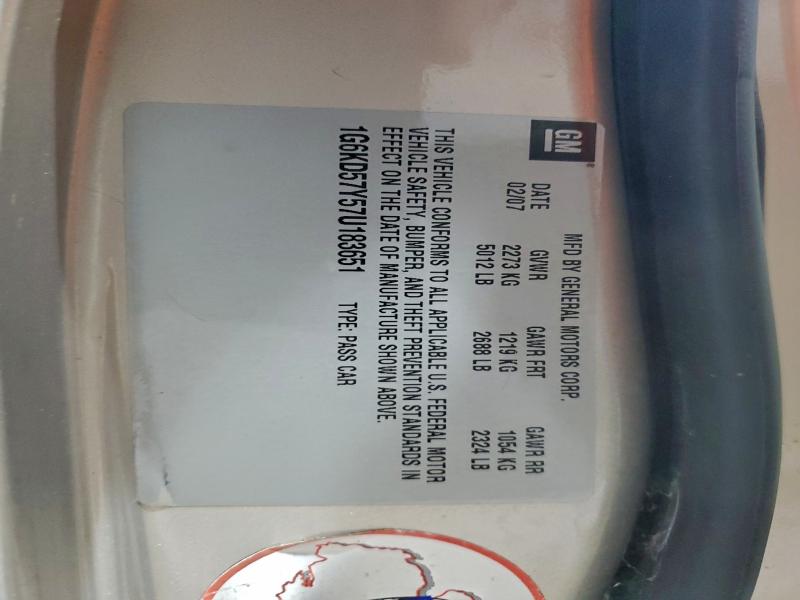 GM
MFD BY GENERAL MOTORS CORP.
DATE GVWR GAWR FRT GAWR RR
02/07 2273 KG 1219 KG 1054 KG
5012 LB 2688 LB 2324 LB
THIS VEHICLE CONFORMS TO ALL APPLICABLE U.S. FEDERAL MOTOR
VEHICLE SAFETY, BUMPER, AND THEFT PREVENTION STANDARDS IN
EFFECT ON THE DATE OF MANUFACTURE SHOWN ABOVE.
1G6KD57Y57U183651 TYPE: PASS CAR